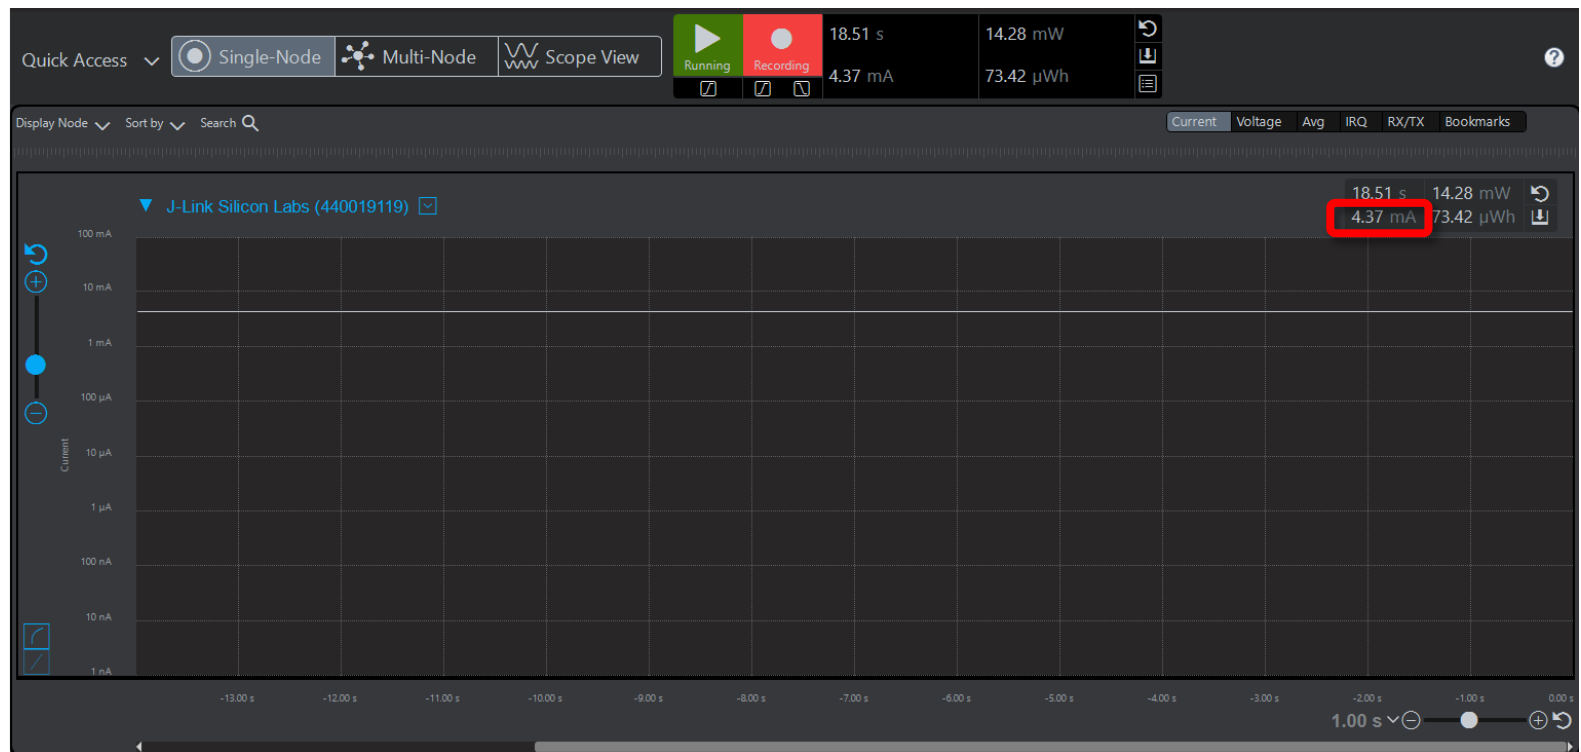 Quick Access
Single-Node
Multi-Node
Scope View
Running
Recording
18.51 s
14.28 mW
4.37 mA
73.42 µWh
?
Display Node
Sort by
Search
Current
Voltage
Avg
IRQ
RX/TX
Bookmarks
J-Link Silicon Labs (440019119)
18.51 s
14.28 mW
4.37 mA
73.42 µWh
100 mA
10 mA
1 mA
100 µA
10 µA
1 µA
100 nA
10 nA
1 nA
Current
-13.00 s
-12.00 s
-11.00 s
-10.00 s
-9.00 s
-8.00 s
-7.00 s
-6.00 s
-5.00 s
-4.00 s
-3.00 s
-2.00 s
-1.00 s
0.00 s
1.00 s